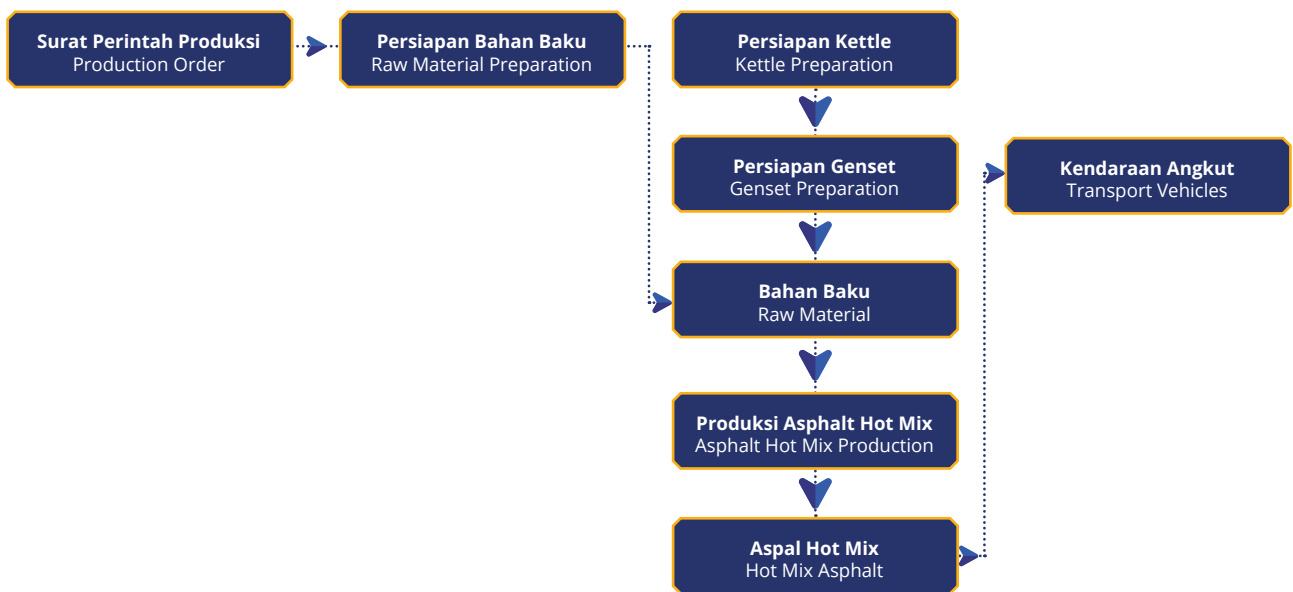 Surat Perintah Produksi
Production Order
Persiapan Bahan Baku
Raw Material Preparation
Persiapan Kettle
Kettle Preparation
Persiapan Genset
Genset Preparation
Kendaraan Angkut
Transport Vehicles
Bahan Baku
Raw Material
Produksi Asphalt Hot Mix
Asphalt Hot Mix Production
Aspal Hot Mix
Hot Mix Asphalt